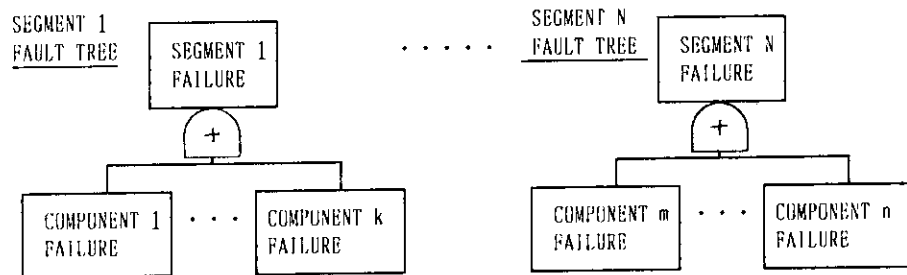 SEGMENT 1
FAULT TREE
SEGMENT 1
FAILURE
. . . . .
SEGMENT N
FAULT TREE
SEGMENT N
FAILURE
+
+
COMPONENT 1
FAILURE
. . .
COMPONENT k
FAILURE
COMPONENT m
FAILURE
. . .
COMPONENT n
FAILURE